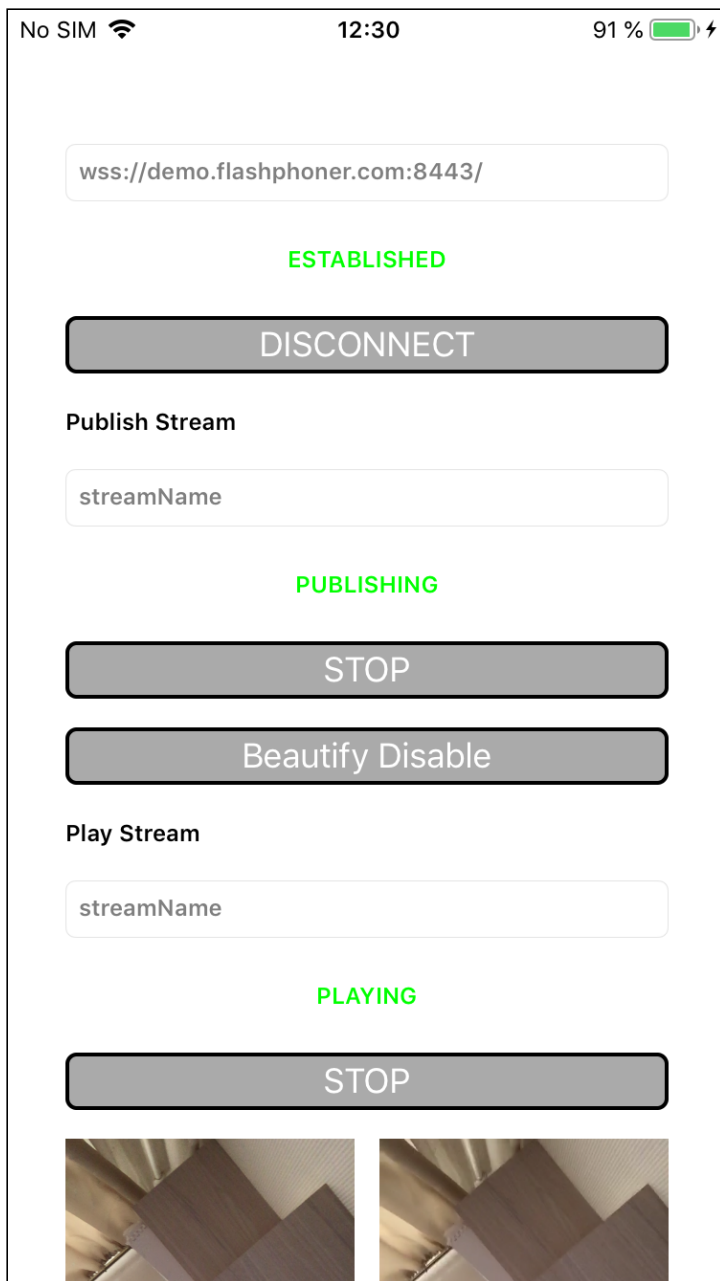 No SIM 12:30 91 %
wss://demo.flashphoner.com:8443/
ESTABLISHED
DISCONNECT
Publish Stream
streamName
PUBLISHING
STOP
Beautify Disable
Play Stream
streamName
PLAYING
STOP